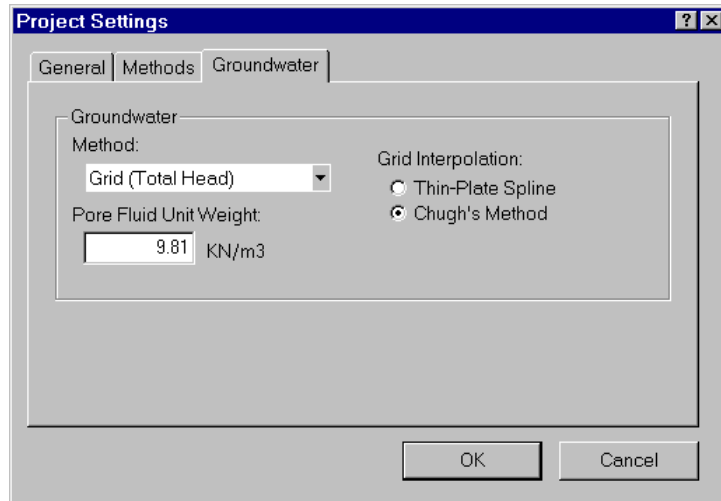 Project Settings
General Methods Groundwater
Groundwater
Method:
Grid (Total Head)
Pore Fluid Unit Weight:
9.81 KN/m3
Grid Interpolation:
Thin-Plate Spline
Chugh's Method
OK Cancel